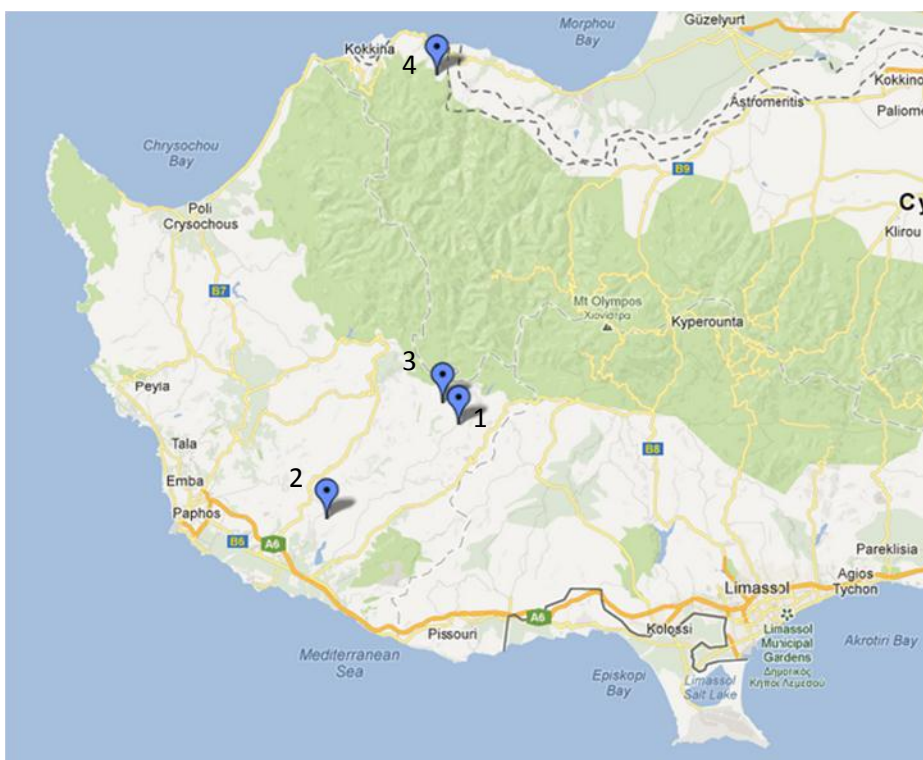 Morphou
Bay
Güzelyurt
Kokkina
4
Kokkino
Astromeritis
Paliome
Chrysochou
Bay
B9
Poli
Crysochous
Cy
Klirou
B7
Mt Olympos
Χιονίστρα
Kyperounta
3
Peyia
1
Tala
B8
2
Emba
Paphos
B6
A6
Pareklisia
Agios
Tychon
Limassol
A6
Pissouri
Kolossi
Limassol
Municipal
Gardens
Δημοτικός
Κήποι Λεμεσού
Akrotiri Bay
Mediterranean
Sea
Episkopi
Bay
Limassol
Salt Lake